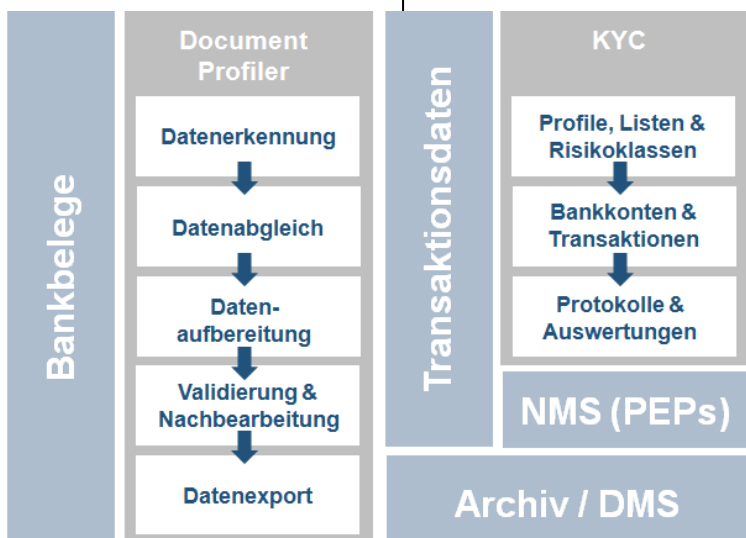 Bankbelege
Document
Profiler
Datenerkennung
Datenabgleich
Daten-
aufbereitung
Validierung &
Nachbearbeitung
Datenexport
Transaktionsdaten
KYC
Profile, Listen &
Risikoklassen
Bankkonten &
Transaktionen
Protokolle &
Auswertungen
NMS (PEPs)
Archiv / DMS